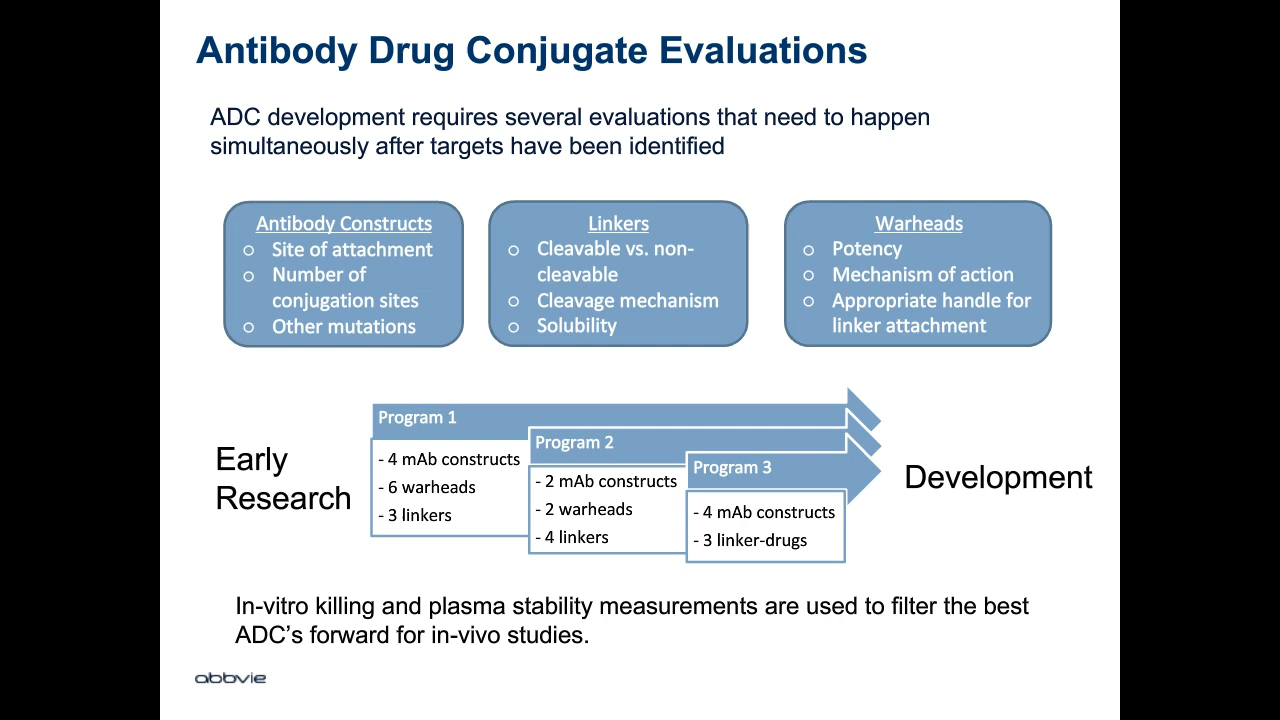 Antibody Drug Conjugate Evaluations
ADC development requires several evaluations that need to happen
simultaneously after targets have been identified
Antibody Constructs
o Site of attachment
o Number of
conjugation sites
o Other mutations
Linkers
o Cleavable vs. non-
cleavable
o Cleavage mechanism
o Solubility
Warheads
o Potency
o Mechanism of action
o Appropriate handle for
linker attachment
Early
Research
Program 1
- 4 mAb constructs
- 6 warheads
- 3 linkers
Program 2
- 2 mAb constructs
- 2 warheads
- 4 linkers
Program 3
- 4 mAb constructs
- 3 linker-drugs
Development
In-vitro killing and plasma stability measurements are used to filter the best
ADC’s forward for in-vivo studies.
abbvie